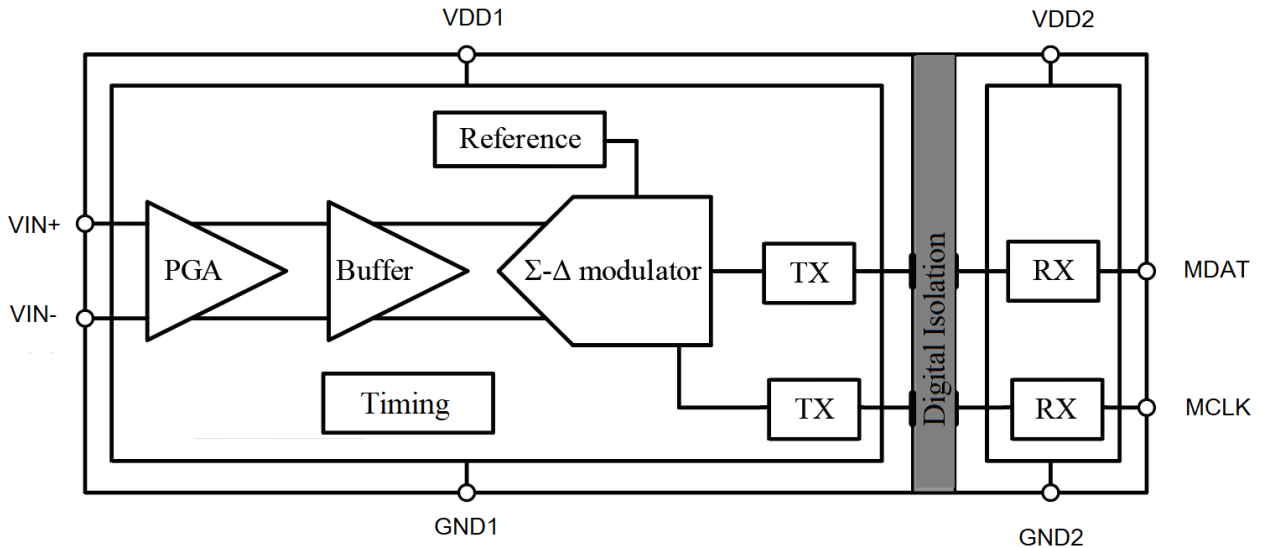 VDD1
VDD2
Reference
VIN+
PGA
Buffer
Σ-Δ modulator
TX
Digital Isolation
RX
MDAT
VIN-
Timing
TX
RX
MCLK
GND1
GND2